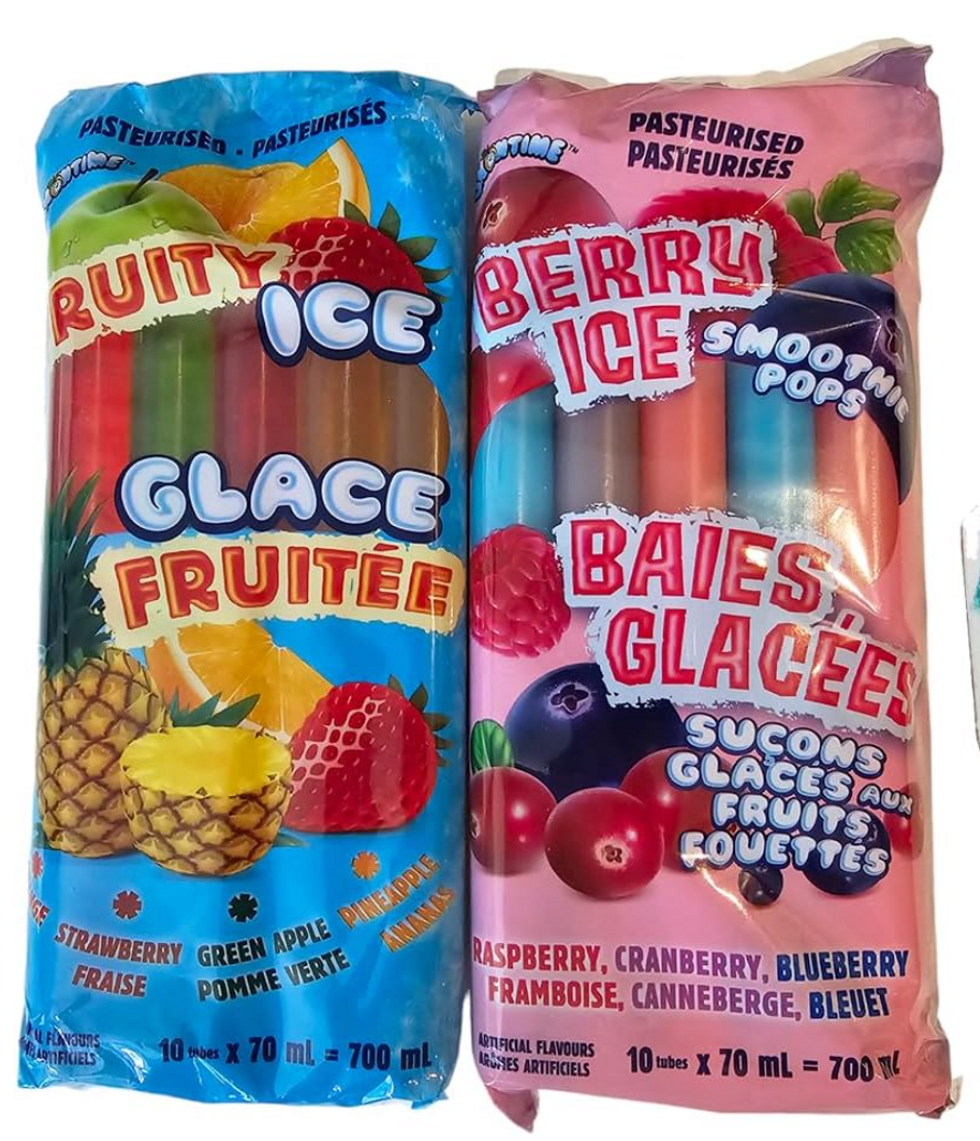 PASTEURISED - PASTEURISÉS
FRUITY
ICE
GLACE
FRUITÉE
STRAWBERRY
FRAISE
GREEN APPLE
POMME VERTE
PINEAPPLE
ANANAS
10 tubes X 70 mL = 700 mL
PASTEURISED
PASTEURISÉS
BERRY
ICE
SMOOTHIE
POPS
BAIES
GLACÉES
SUÇONS
GLACÉS AUX
FRUITS
FOUETTÉS
RASPBERRY, CRANBERRY, BLUEBERRY
FRAMBOISE, CANNEBERGE, BLEUET
ARTIFICIAL FLAVOURS
ARÔMES ARTIFICIELS
10 tubes X 70 mL = 700 mL